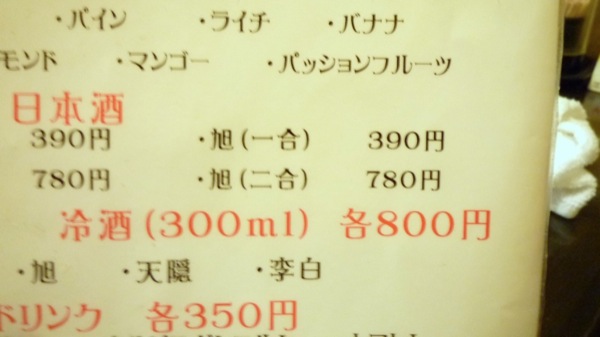 ・パイン ・ライチ ・バナナ
モンド ・マンゴー ・パッションフルーツ
日本酒
390円 ・旭(一合) 390円
780円 ・旭(二合) 780円
冷酒(300ml) 各800円
・旭 ・天隠 ・李白
ドリンク 各350円